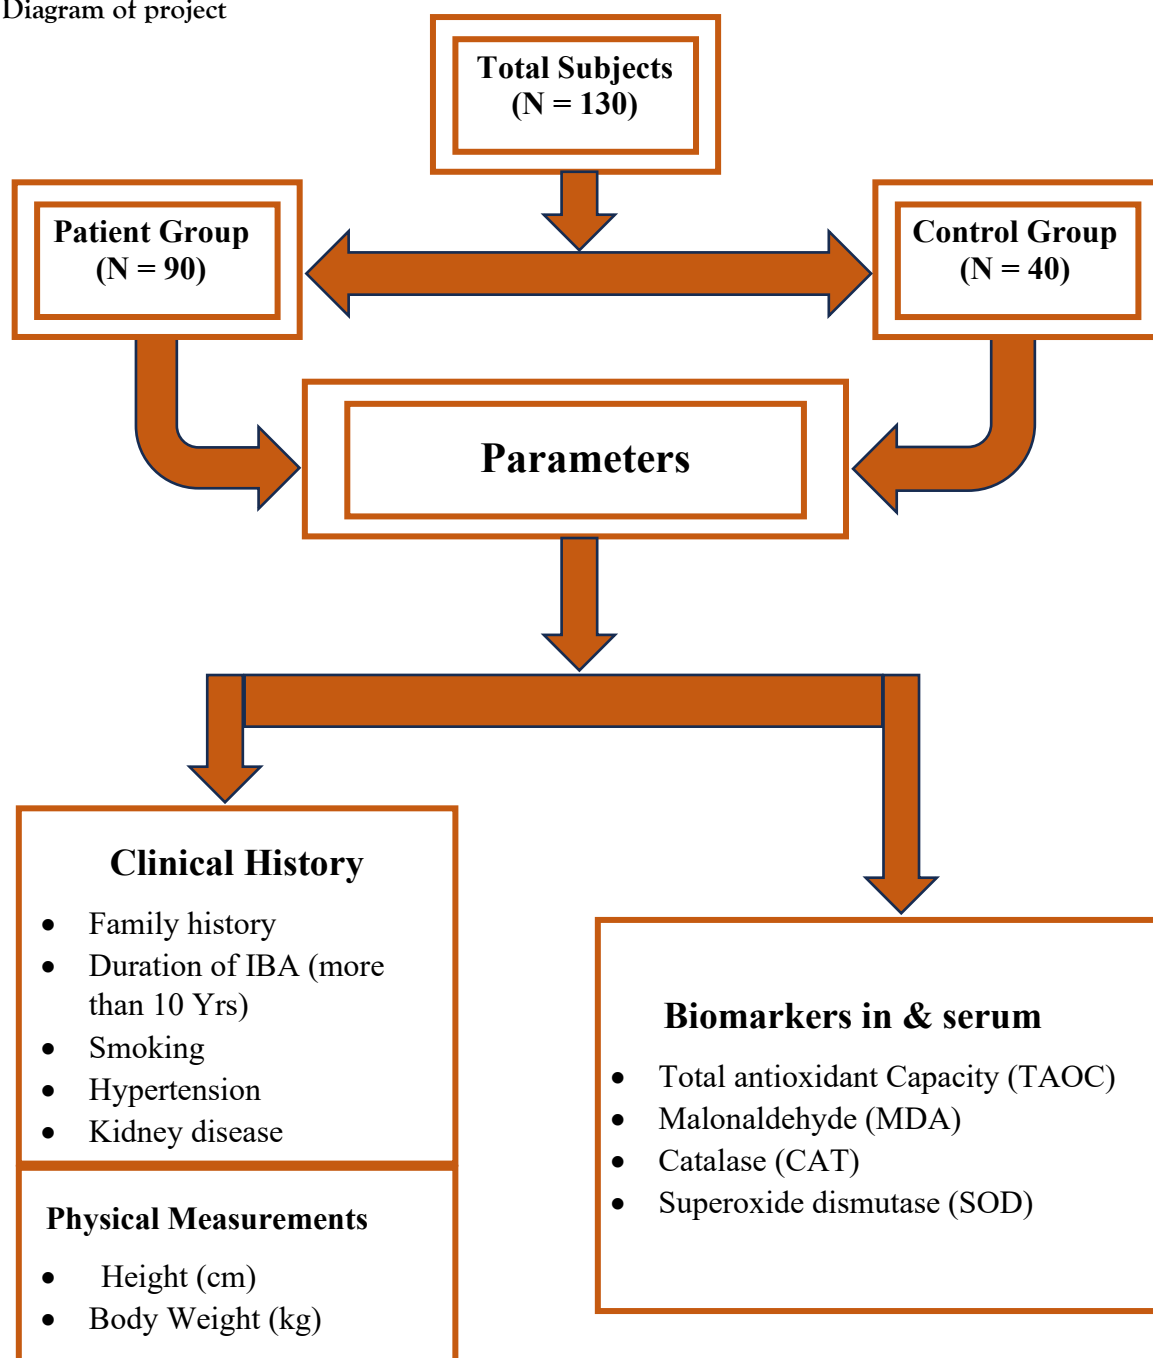 Diagram of project
Total Subjects
(N = 130)
Patient Group
(N = 90)
Control Group
(N = 40)
Parameters
Clinical History
• Family history
• Duration of IBA (more
than 10 Yrs)
• Smoking
• Hypertension
• Kidney disease
Physical Measurements
• Height (cm)
• Body Weight (kg)
Biomarkers in & serum
• Total antioxidant Capacity (TAOC)
• Malonaldehyde (MDA)
• Catalase (CAT)
• Superoxide dismutase (SOD)